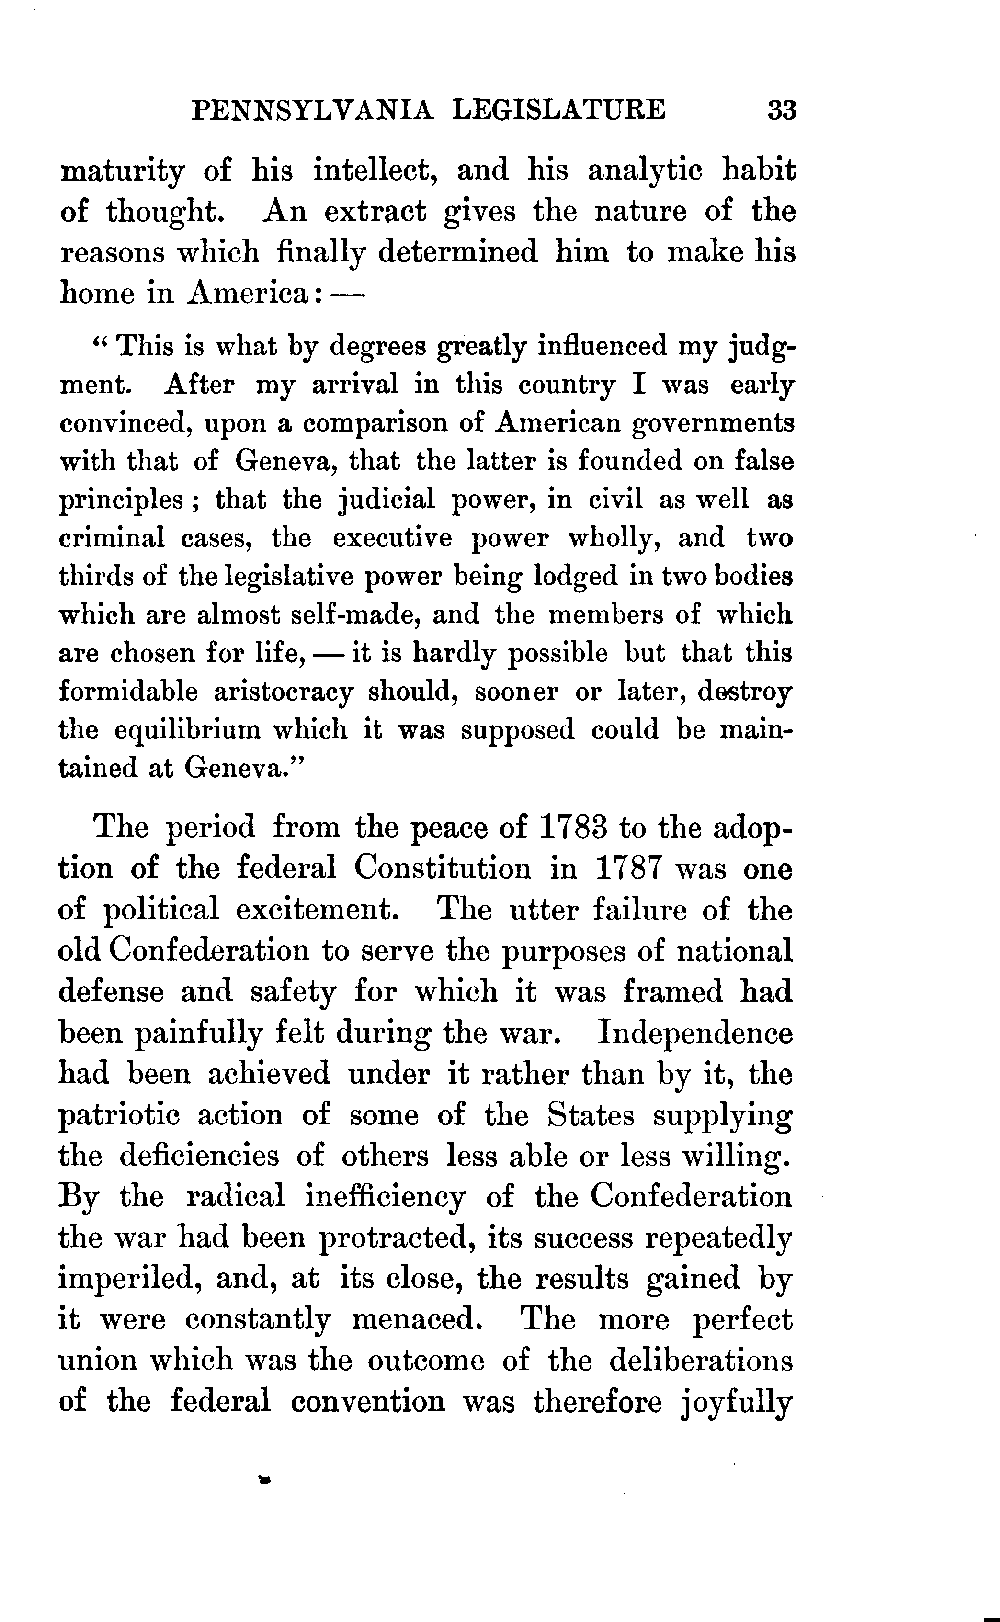 PENNSYLVANIA LEGISLATURE 33
maturity of his intellect, and his analytic habit
of thought. An extract gives the nature of the
reasons which finally determined him to make his
home in America: —
“ This is what by degrees greatly influenced my judg-
ment. After my arrival in this country I was early
convinced, upon a comparison of American governments
with that of Geneva, that the latter is founded on false
principles ; that the judicial power, in civil as well as
criminal cases, the executive power wholly, and two
thirds of the legislative power being lodged in two bodies
which are almost self-made, and the members of which
are chosen for life, — it is hardly possible but that this
formidable aristocracy should, sooner or later, destroy
the equilibrium which it was supposed could be main-
tained at Geneva.”
The period from the peace of 1783 to the adop-
tion of the federal Constitution in 1787 was one
of political excitement. The utter failure of the
old Confederation to serve the purposes of national
defense and safety for which it was framed had
been painfully felt during the war. Independence
had been achieved under it rather than by it, the
patriotic action of some of the States supplying
the deficiencies of others less able or less willing.
By the radical inefficiency of the Confederation
the war had been protracted, its success repeatedly
imperiled, and, at its close, the results gained by
it were constantly menaced. The more perfect
union which was the outcome of the deliberations
of the federal convention was therefore joyfully